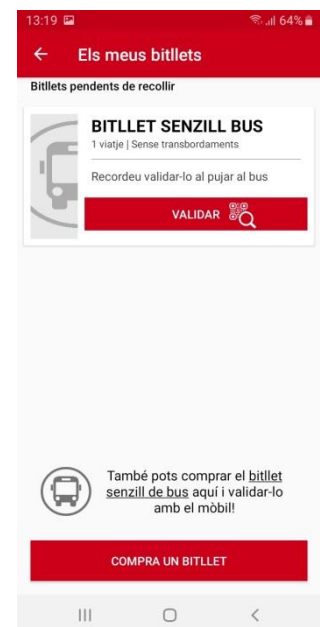 13:19 64%
Els meus bitllets
Bitllets pendents de recollir
BITLLET SENZILL BUS
1 viatje | Sense transbordaments
Recordeu validar-lo al pujar al bus
VALIDAR
També pots comprar el bitllet
senzill de bus aquí i validar-lo
amb el mòbil!
COMPRA UN BITLLET